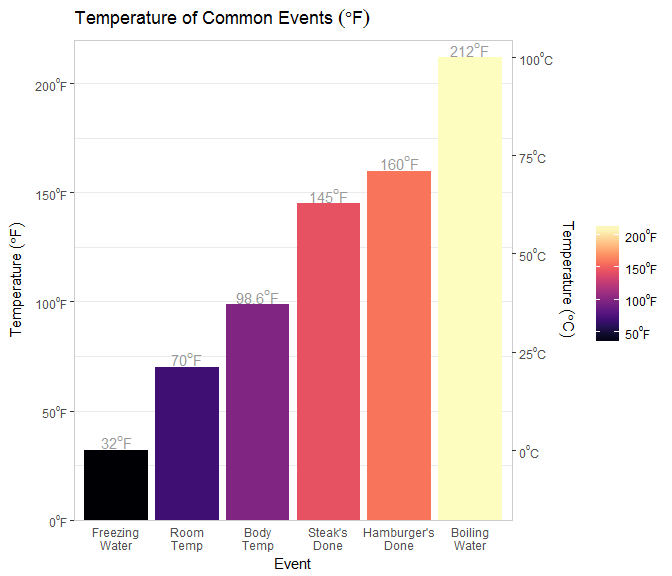 Temperature of Common Events (°F)
Temperature (°F)
200°F
150°F
100°F
50°F
0°F
32°F
70°F
98.6°F
145°F
160°F
212°F
100°C
75°C
50°C
25°C
0°C
Temperature (°C)
200°F
150°F
100°F
50°F
Freezing
Water
Room
Temp
Body
Temp
Steak's
Done
Hamburger's
Done
Boiling
Water
Event